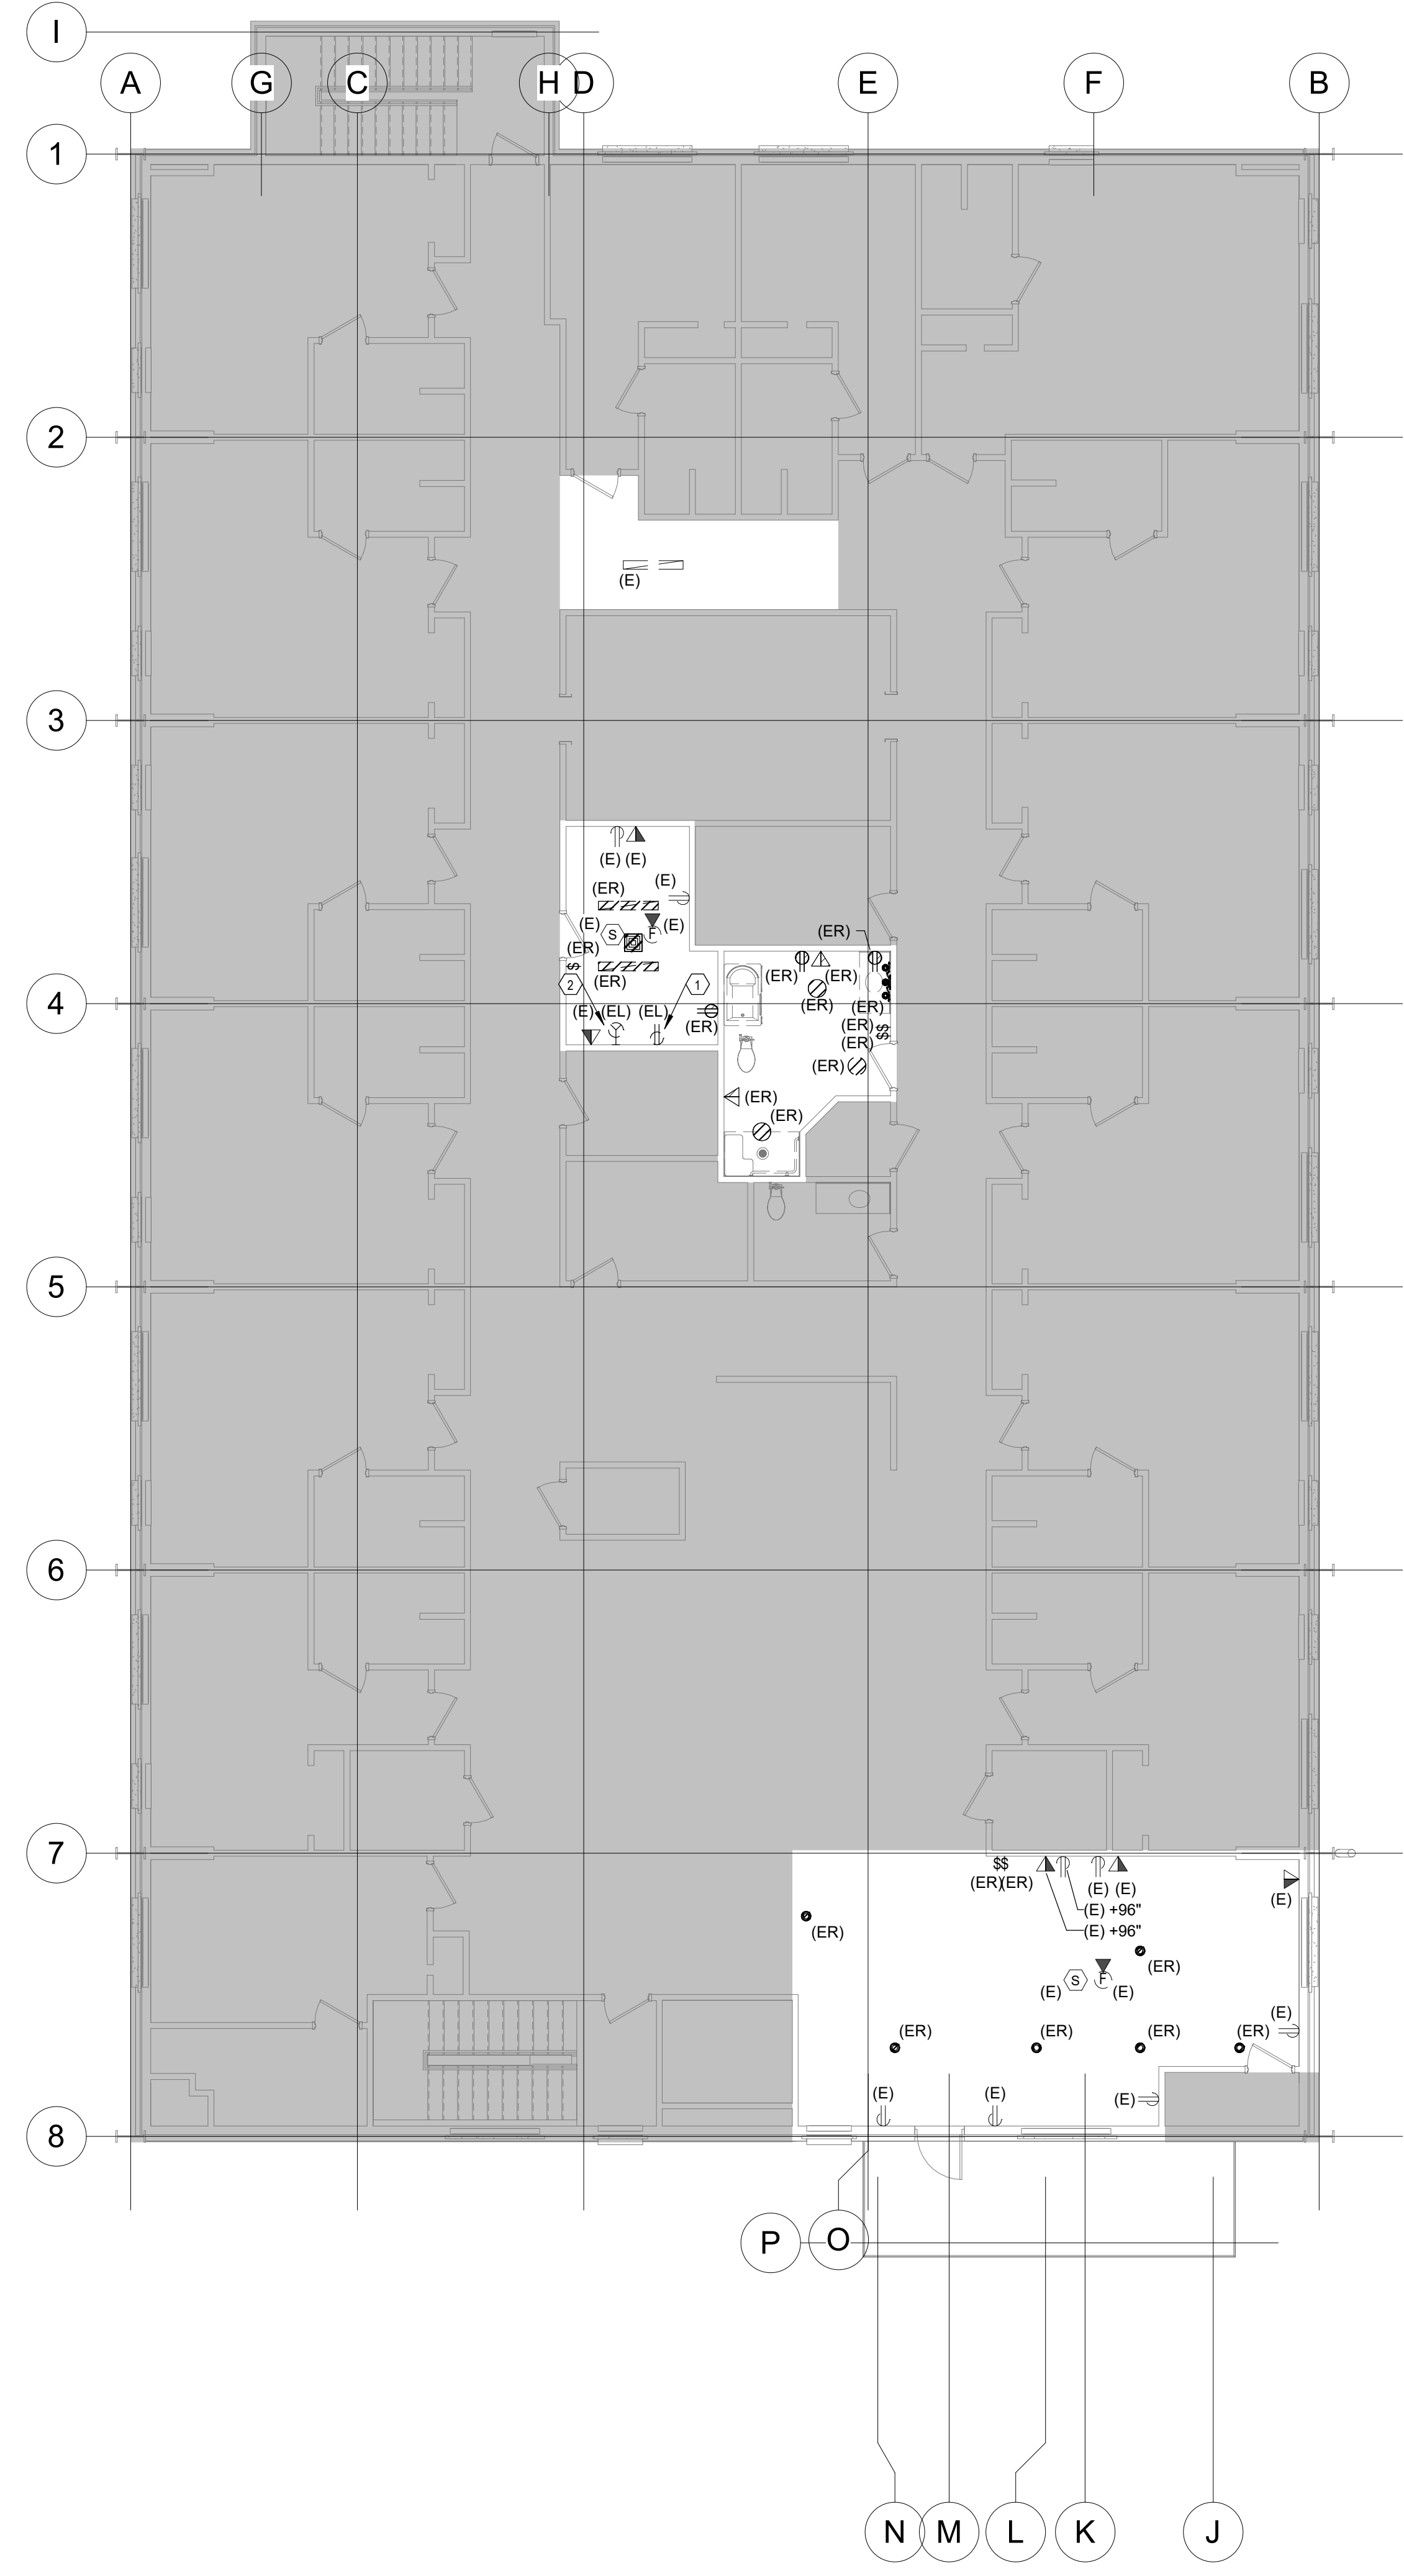 I
A
G
C
H
D
E
F
B
1
2
(E)
3
(E) (E)
(ER)
(E)
(E)
S
F
(E)
(ER)
(ER)
$
(ER)
(ER)
(ER)
2
1
(ER)
4
(E)
(EL)
(EL)
(ER)
(ER)
(ER)
$$
(ER)
(ER)
(ER)
(ER)
5
6
7
$$
(ER)(ER)
(E) (E)
(E)
(E) +96"
(E) +96"
(ER)
(ER)
S
F
(E)
(E)
(ER)
(ER)
(ER)
(ER)
(E)
(E)
(E)
(E)
8
P
O
N
M
L
K
J